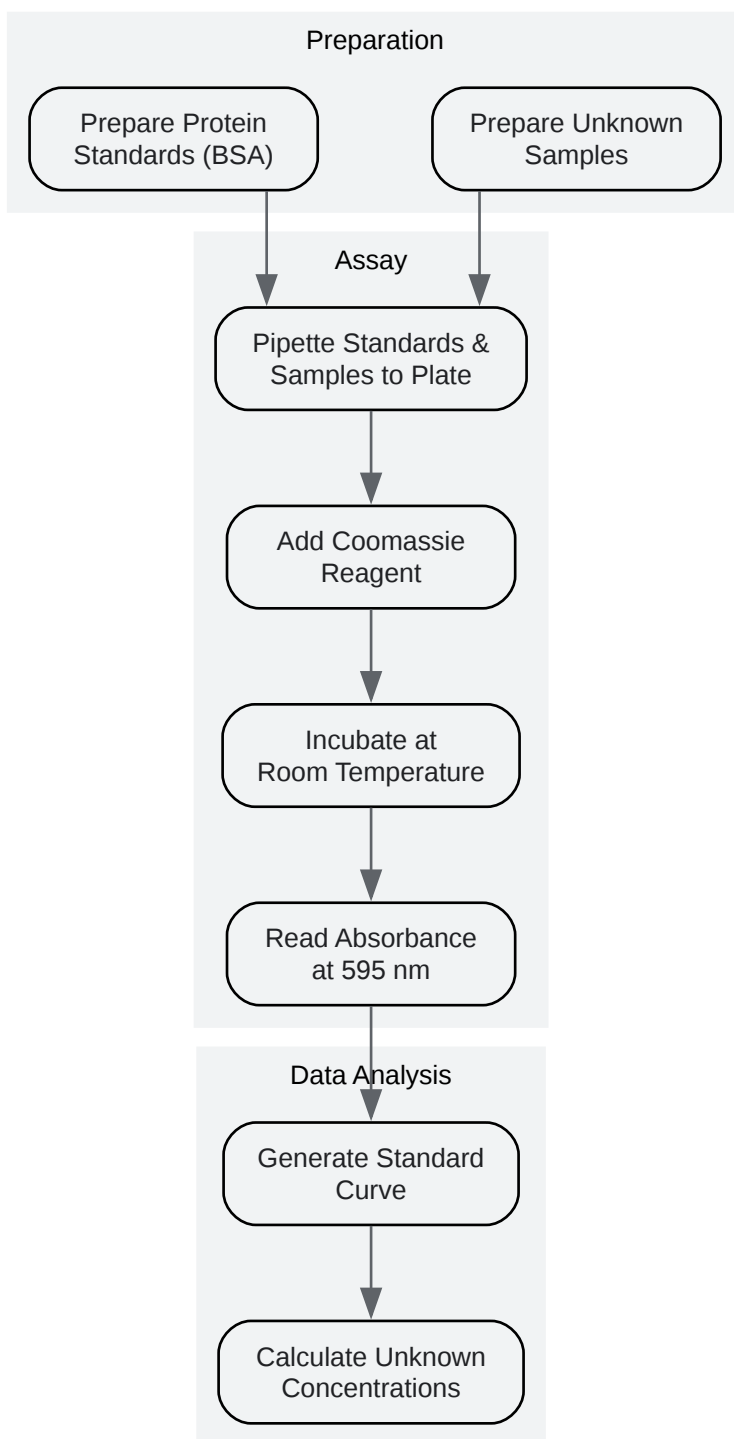 Preparation
Prepare Protein
Standards (BSA)
Prepare Unknown
Samples
Assay
Pipette Standards &
Samples to Plate
Add Coomassie
Reagent
Incubate at
Room Temperature
Read Absorbance
at 595 nm
Data Analysis
Generate Standard
Curve
Calculate Unknown
Concentrations